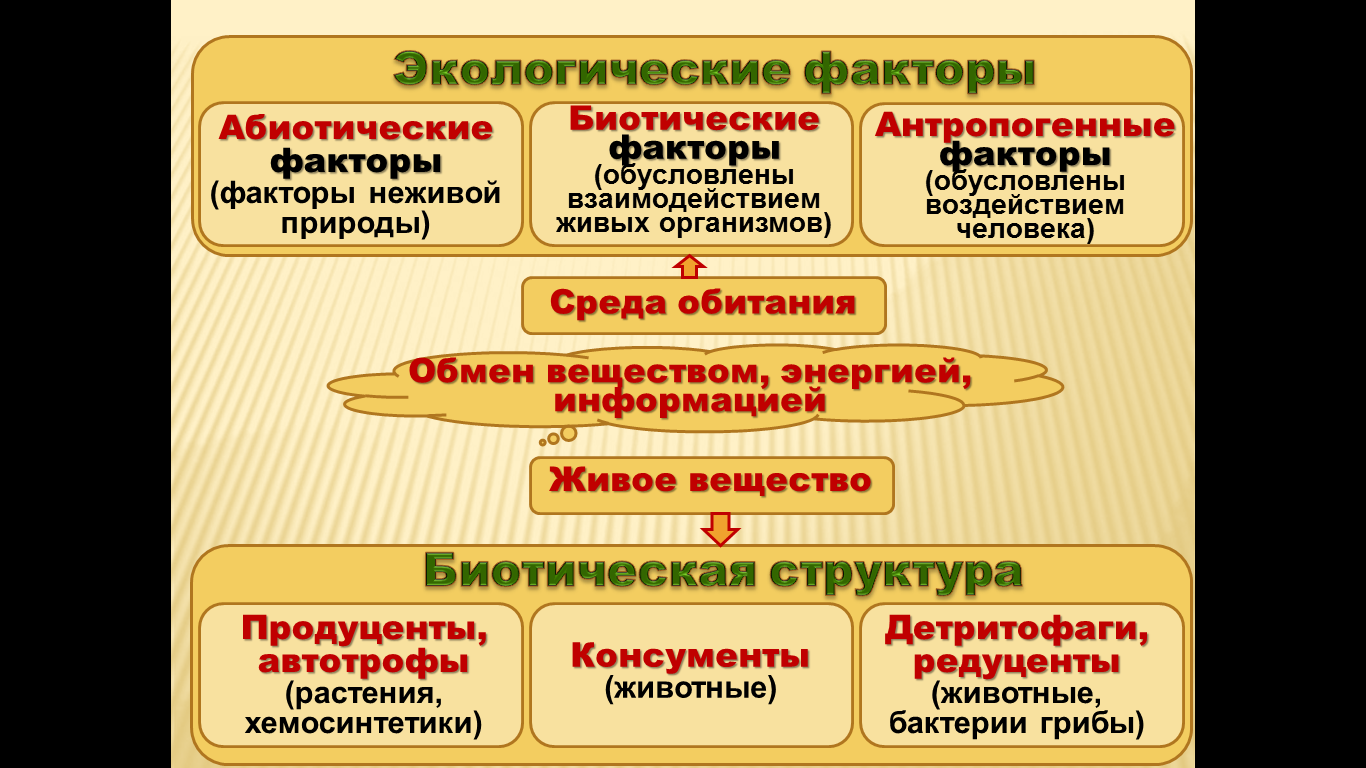 Экологические факторы
Абиотические
факторы
(факторы неживой
природы)
Биотические
факторы
(обусловлены
взаимодействием
живых организмов)
Антропогенные
факторы
(обусловлены
воздействием
человека)
Среда обитания
Обмен веществом, энергией,
информацией
Живое вещество
Биотическая структура
Продуценты,
автотрофы
(растения,
хемосинтетики)
Консументы
(животные)
Детритофаги,
редуценты
(животные,
бактерии грибы)